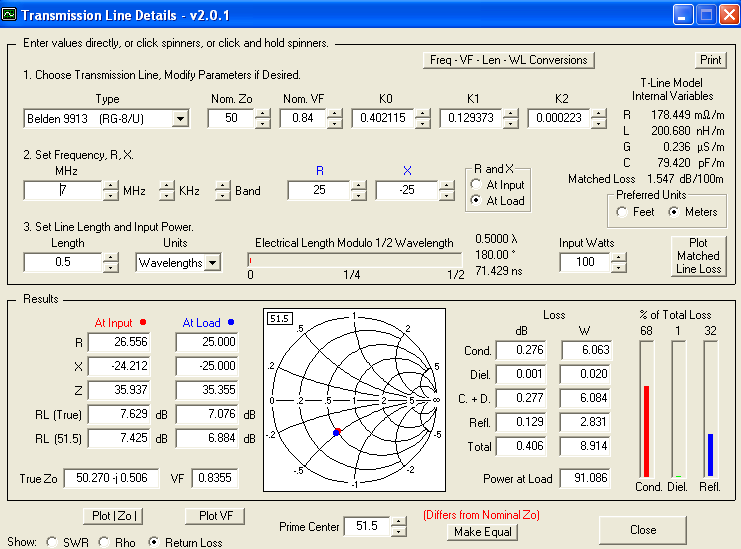 Transmission Line Details - v2.0.1
Enter values directly, or click spinners, or click and hold spinners.
Freq - VF - Len - WL Conversions
Print
1. Choose Transmission Line, Modify Parameters if Desired.
Type Nom. Zo Nom. VF K0 K1 K2
Belden 9913 (RG-8/U) 50 0.84 0.402115 0.129373 0.000223
T-Line Model
Internal Variables
R 178.449 mΩ/m
L 200.680 nH/m
G 0.236 µS/m
C 79.420 pF/m
Matched Loss 1.547 dB/100m
2. Set Frequency, R, X.
MHz R X
7 MHz KHz Band 25 -25
R and X
At Input
At Load
Preferred Units
Feet Meters
3. Set Line Length and Input Power.
Length Units Electrical Length Modulo 1/2 Wavelength Input Watts
0.5 Wavelengths 100
0 1/4 1/2
0.5000 λ
180.00 °
71.429 ns
Plot
Matched
Line Loss
Results
At Input At Load
R 26.556 25.000
X -24.212 -25.000
Z 35.937 35.355
RL (True) 7.629 dB 7.076 dB
RL (51.5) 7.425 dB 6.884 dB
True Zo 50.270 -j 0.506 VF 0.8355
51.5
.5 1 2
.2 5
0 .2 .5 1 2 5 ∞
-.2 -5
-.5 -1 -2
Loss
dB W
Cond. 0.276 6.063
Diel. 0.001 0.020
C. + D. 0.277 6.084
Refl. 0.129 2.831
Total 0.406 8.914
Power at Load 91.086
% of Total Loss
68 1 32
Cond. Diel. Refl.
Plot |Zo| Plot VF
Show: SWR Rho Return Loss
Prime Center 51.5
(Differs from Nominal Zo)
Make Equal
Close